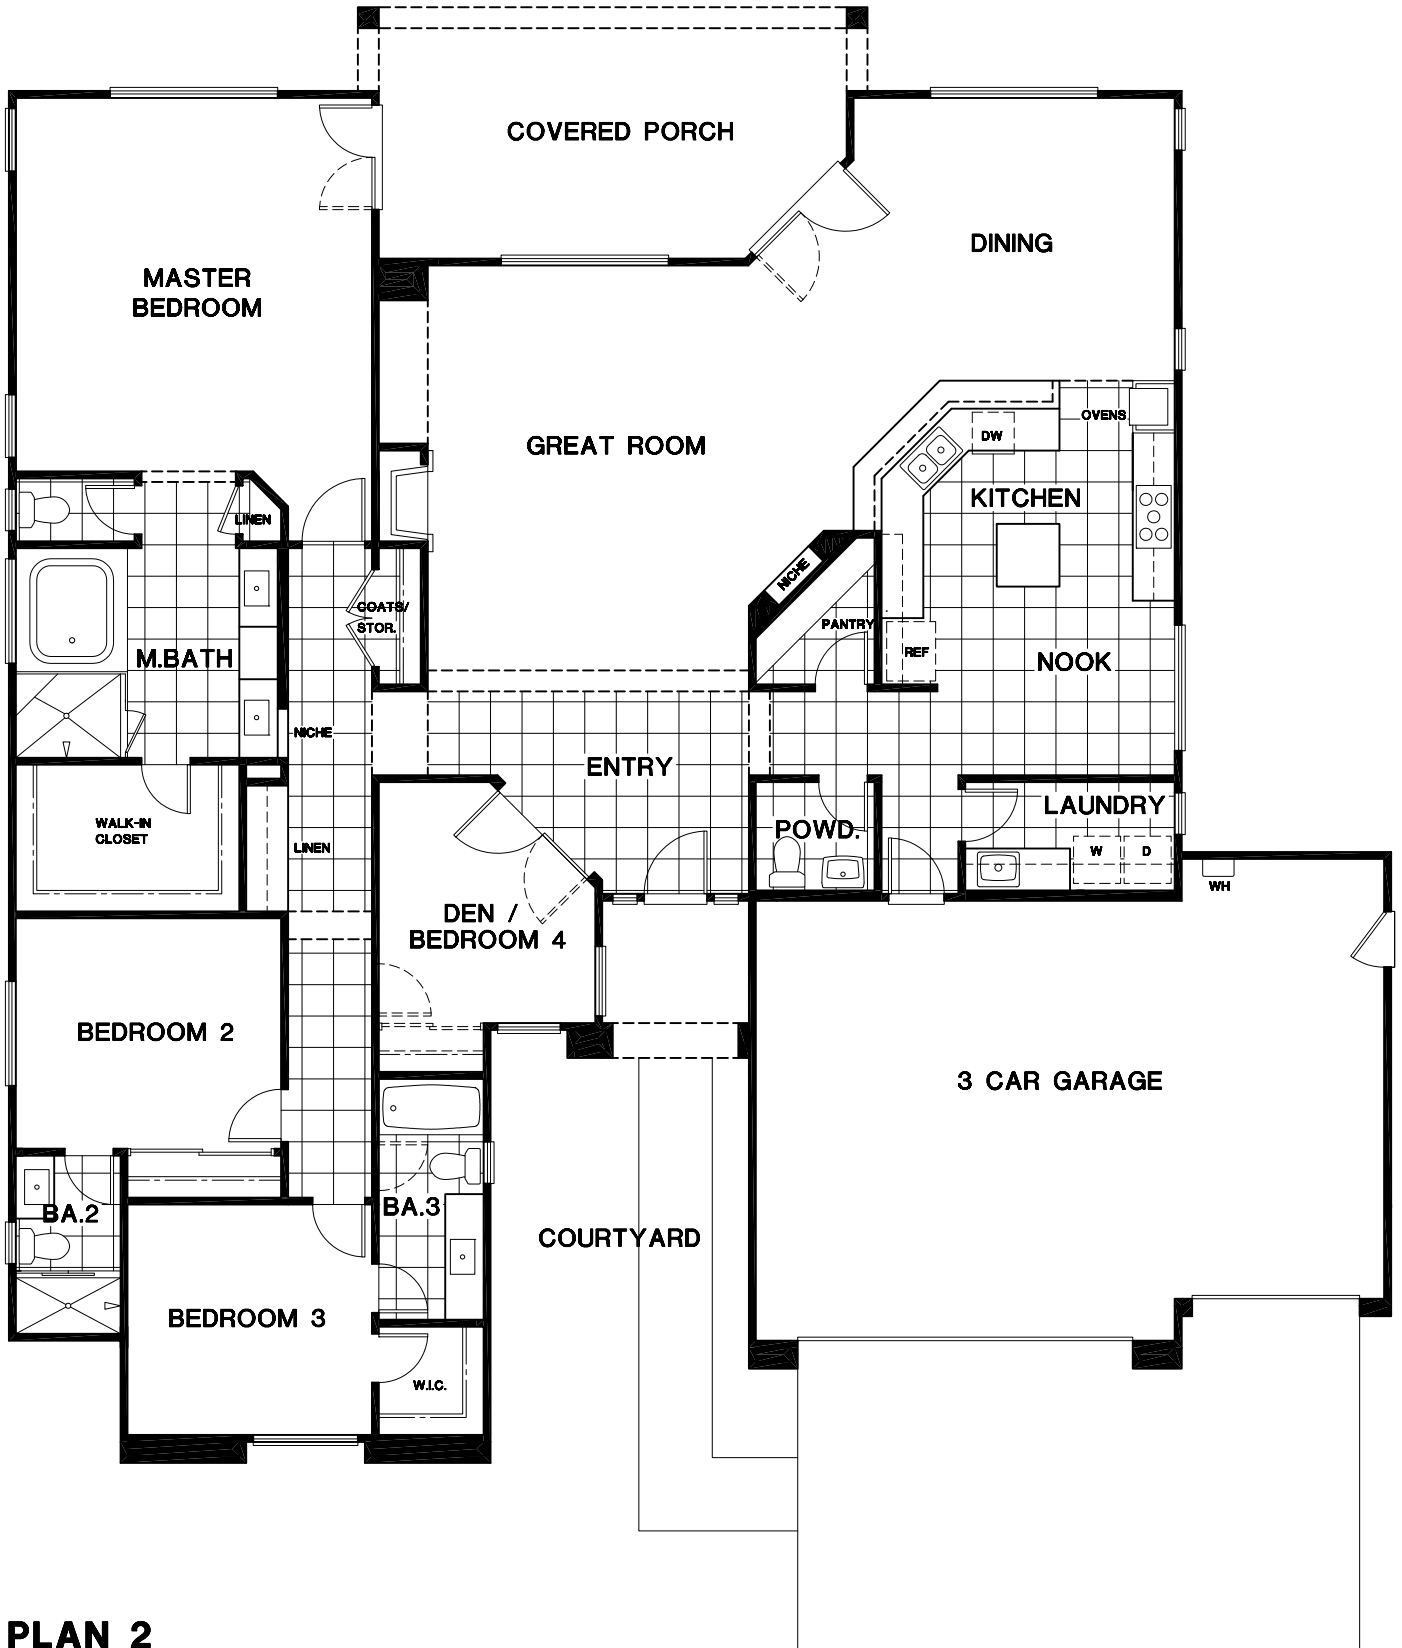 COVERED PORCH
DINING
MASTER
BEDROOM
OVENS
DW
GREAT ROOM
KITCHEN
LINEN
NICHE
COATS/
STOR.
PANTRY
REF
M.BATH
NOOK
NICHE
ENTRY
LAUNDRY
WALK-IN
CLOSET
POWD.
LINEN
W
D
WH
DEN /
BEDROOM 4
BEDROOM 2
3 CAR GARAGE
BA.2
BA.3
COURTYARD
BEDROOM 3
W.I.C.
PLAN 2